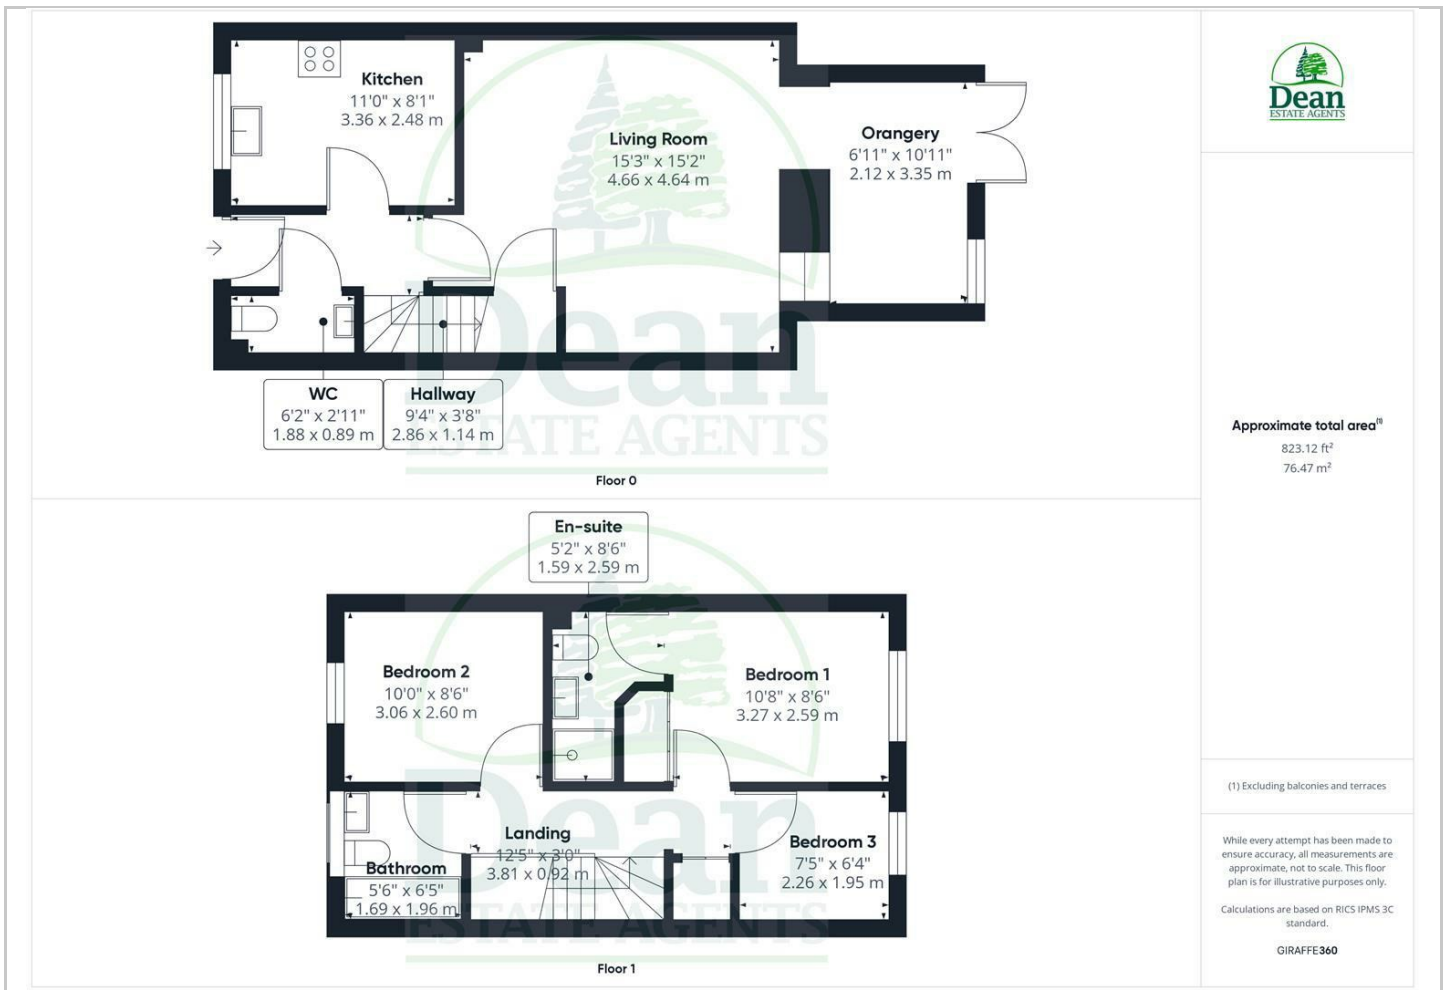 Kitchen
11'0" x 8'1"
3.36 x 2.48 m
Living Room
15'3" x 15'2"
4.66 x 4.64 m
Orangery
6'11" x 10'11"
2.12 x 3.35 m
WC
6'2" x 2'11"
1.88 x 0.89 m
Hallway
9'4" x 3'8"
2.86 x 1.14 m
Dean
ESTATE AGENTS
Floor 0
En-suite
5'2" x 8'6"
1.59 x 2.59 m
Bedroom 2
10'0" x 8'6"
3.06 x 2.60 m
Bedroom 1
10'8" x 8'6"
3.27 x 2.59 m
Landing
12'5" x 3'0"
3.81 x 0.92 m
Bathroom
5'6" x 6'5"
1.69 x 1.96 m
Bedroom 3
7'5" x 6'4"
2.26 x 1.95 m
Dean
ESTATE AGENTS
Floor 1
Dean
ESTATE AGENTS
Approximate total area⁽¹⁾
823.12 ft²
76.47 m²
(1) Excluding balconies and terraces
While every attempt has been made to
ensure accuracy, all measurements are
approximate, not to scale. This floor
plan is for illustrative purposes only.
Calculations are based on RICS IPMS 3C
standard.
GIRAFFE360